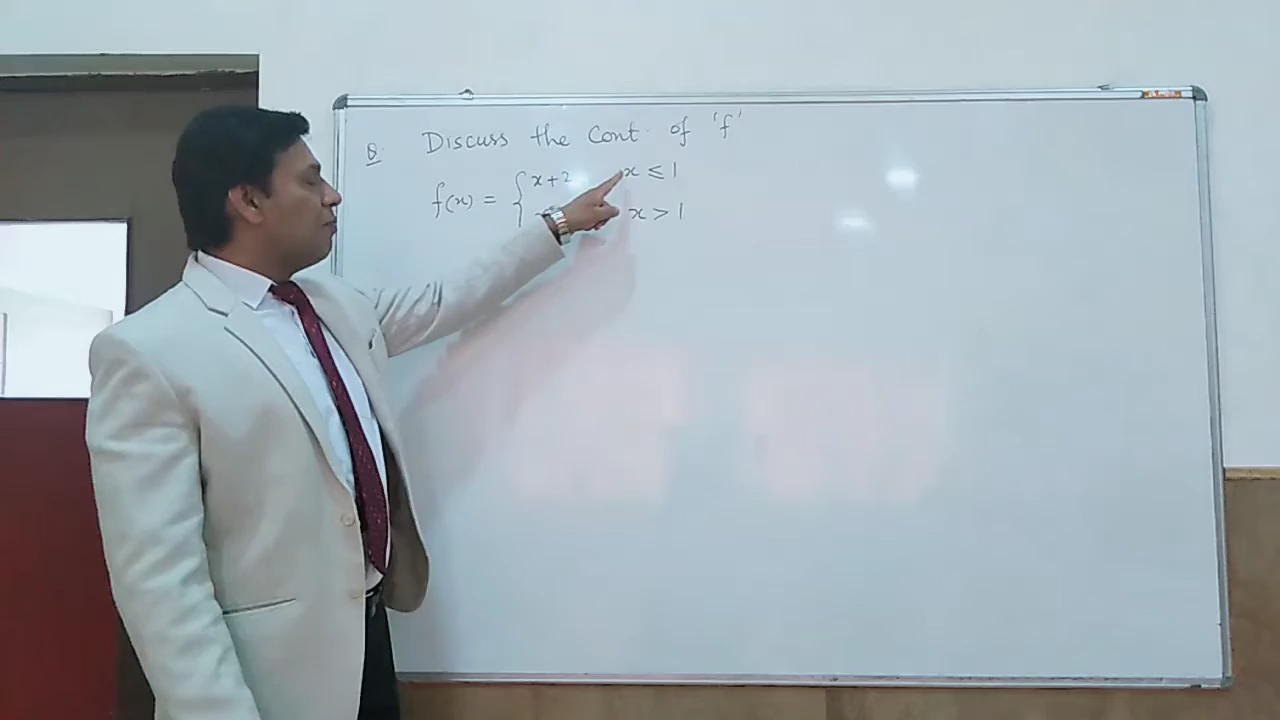 Q. Discuss the Cont. of 'f'
f(x) = { x+2 x ≤ 1
x > 1